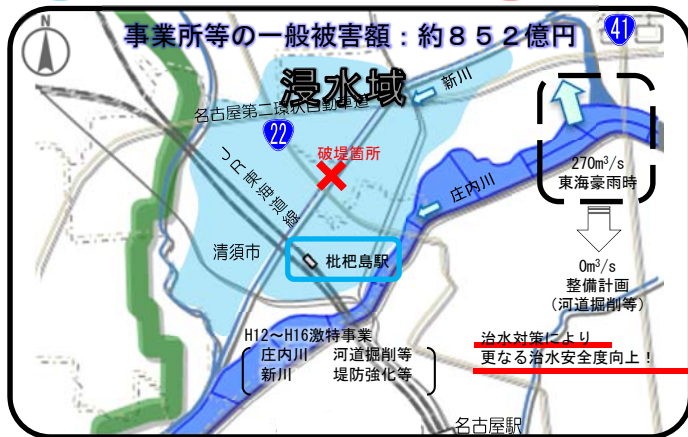 N
事業所等の一般被害額：約８５２億円
41
浸水域
新川
名古屋第二環状自動車道
22
破堤箇所
270m³/s
東海豪雨時
JR東海道線
庄内川
清須市
枇杷島駅
0m³/s
整備計画
（河道掘削等）
H12～H16激特事業
庄内川　河道掘削等
新川　堤防強化等
治水対策により
更なる治水安全度向上！
名古屋駅